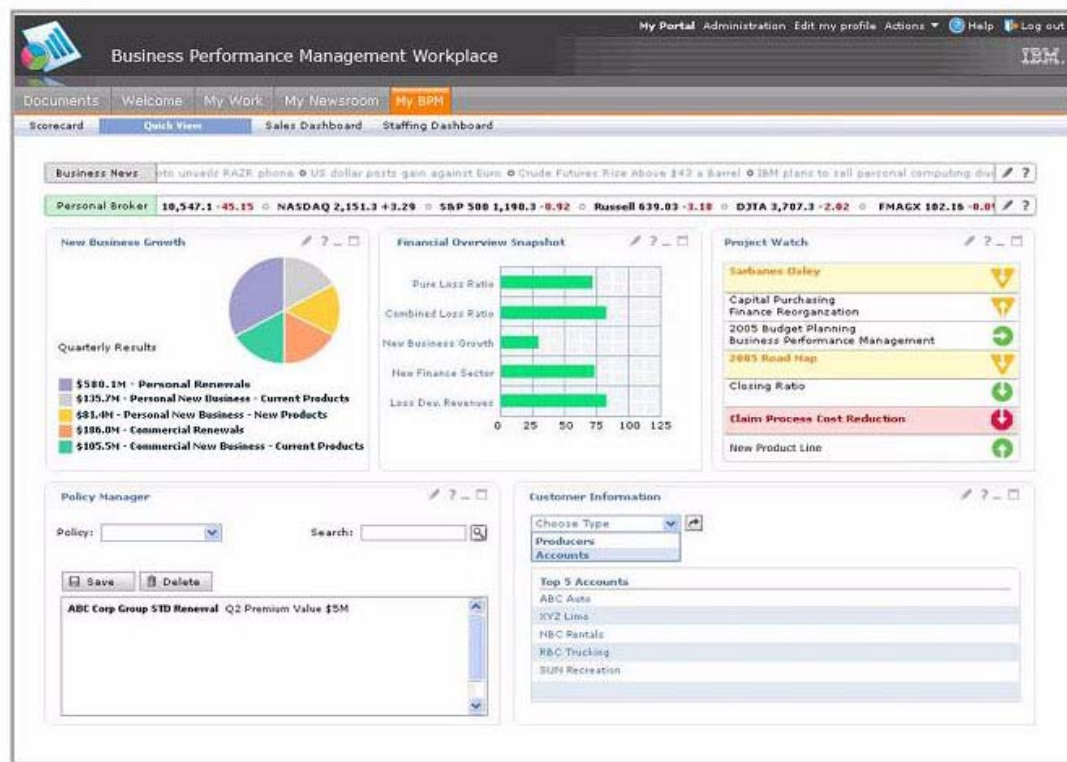 My Portal Administration Edit my profile Actions Help Log out
Business Performance Management Workplace
IBM.
Documents Welcome My Work My Newsroom My BPM
Scorecard Quick View Sales Dashboard Staffing Dashboard
Business News oto unveils RAZR phone US dollar posts gain against Euro Crude Futures Rise Above $42 a Barrel IBM plans to sell personal computing divi
Personal Broker 10,547.1 -45.15 NASDAQ 2,151.3 +3.29 S&P 500 1,190.3 -0.92 Russell 639.03 -3.18 DJTA 3,707.3 -2.02 FMAGX 102.16 -0.0
New Business Growth
Quarterly Results
$580.1M - Personal Renewals
$135.7M - Personal New Business - Current Products
$81.4M - Personal New Business - New Products
$186.0M - Commercial Renewals
$105.5M - Commercial New Business - Current Products
Financial Overview Snapshot
Pure Loss Ratio
Combined Loss Ratio
New Business Growth
New Finance Sector
Loss Dev. Revenues
0 25 50 75 100 125
Project Watch
Sarbanes Oxley
Capital Purchasing
Finance Reorganzation
2005 Budget Planning
Business Performance Management
2005 Road Map
Closing Ratio
Claim Process Cost Reduction
New Product Line
Policy Manager
Policy: Search:
Save Delete
ABC Corp Group STD Renewal Q2 Premium Value $5M
Customer Information
Choose Type
Producers
Accounts
Top 5 Accounts
ABC Auto
XYZ Limo
NBC Rentals
RBC Trucking
SUN Recreation